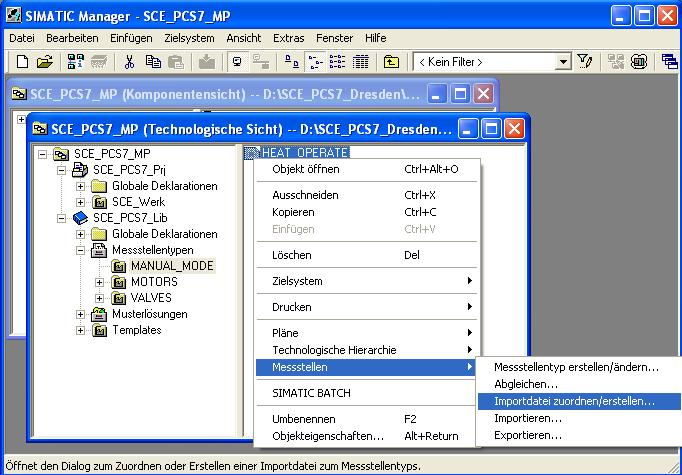 SIMATIC Manager - SCE_PCS7_MP
Datei Bearbeiten Einfügen Zielsystem Ansicht Extras Fenster Hilfe
< Kein Filter >
SCE_PCS7_MP (Komponentensicht) -- D:\SCE_PCS7_Dresden\...
SCE_PCS7_MP (Technologische Sicht) -- D:\SCE_PCS7_Dresden...
SCE_PCS7_MP
SCE_PCS7_Prj
Globale Deklarationen
SCE_Werk
SCE_PCS7_Lib
Globale Deklarationen
Messstellentypen
MANUAL_MODE
MOTORS
VALVES
Musterlösungen
Templates
HEAT_OPERATE
Objekt öffnen Ctrl+Alt+O
Ausschneiden Ctrl+X
Kopieren Ctrl+C
Einfügen Ctrl+V
Löschen Del
Zielsystem
Drucken
Pläne
Technologische Hierarchie
Messstellen
SIMATIC BATCH
Umbenennen F2
Objekteigenschaften... Alt+Return
Messstellentyp erstellen/ändern...
Abgleichen...
Importdatei zuordnen/erstellen...
Importieren...
Exportieren...
Öffnet den Dialog zum Zuordnen oder Erstellen einer Importdatei zum Messstellentyps.